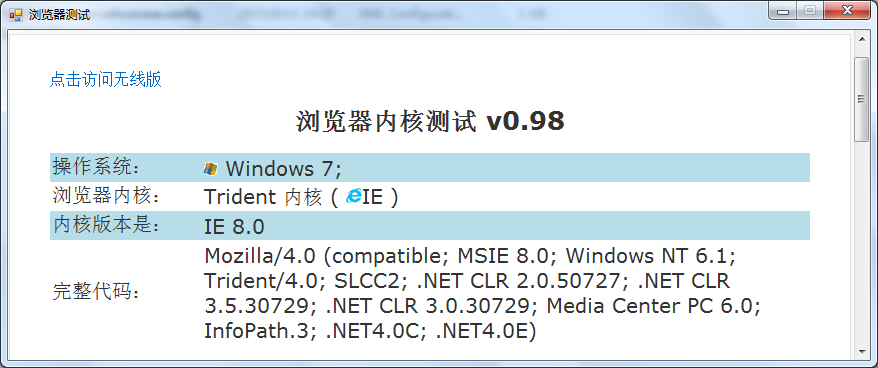 浏览器测试
点击访问无线版
浏览器内核测试 v0.98
操作系统： Windows 7;
浏览器内核： Trident 内核 ( IE )
内核版本是： IE 8.0
完整代码： Mozilla/4.0 (compatible; MSIE 8.0; Windows NT 6.1;
Trident/4.0; SLCC2; .NET CLR 2.0.50727; .NET CLR
3.5.30729; .NET CLR 3.0.30729; Media Center PC 6.0;
InfoPath.3; .NET4.0C; .NET4.0E)